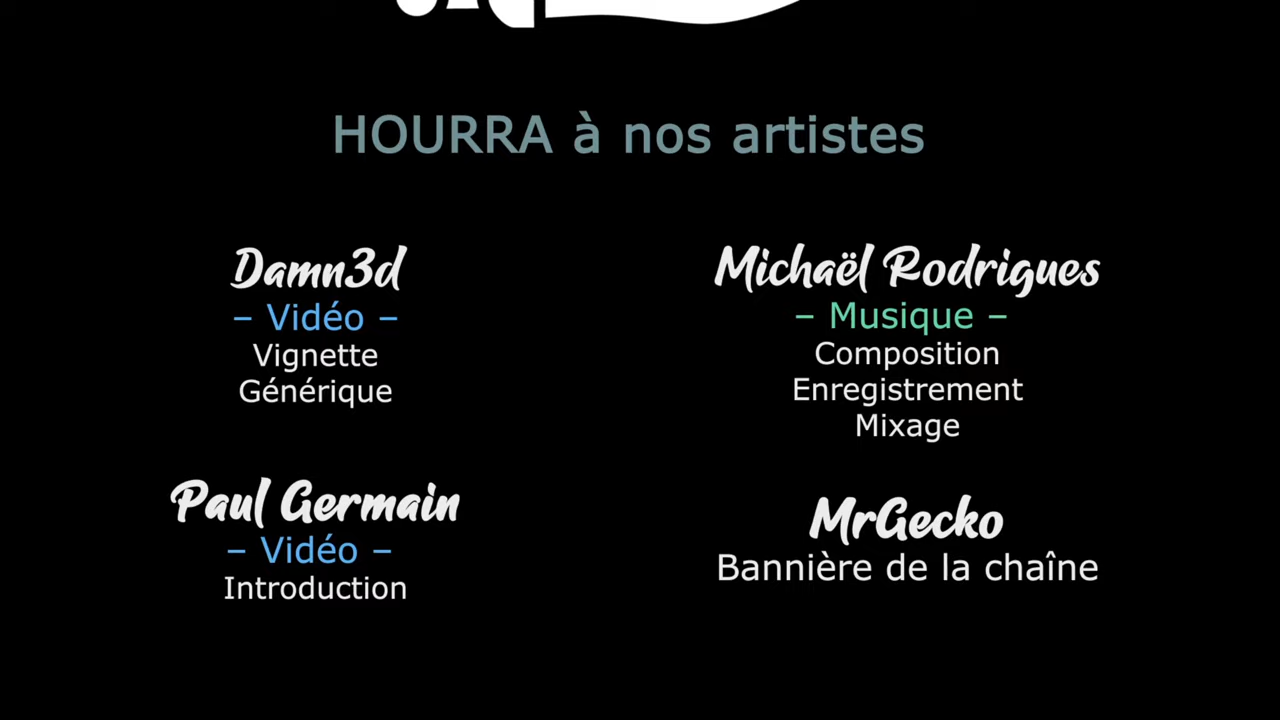 HOURRA à nos artistes
Damn3d
– Vidéo –
Vignette
Générique
Michaël Rodrigues
– Musique –
Composition
Enregistrement
Mixage
Paul Germain
– Vidéo –
Introduction
MrGecko
Bannière de la chaîne